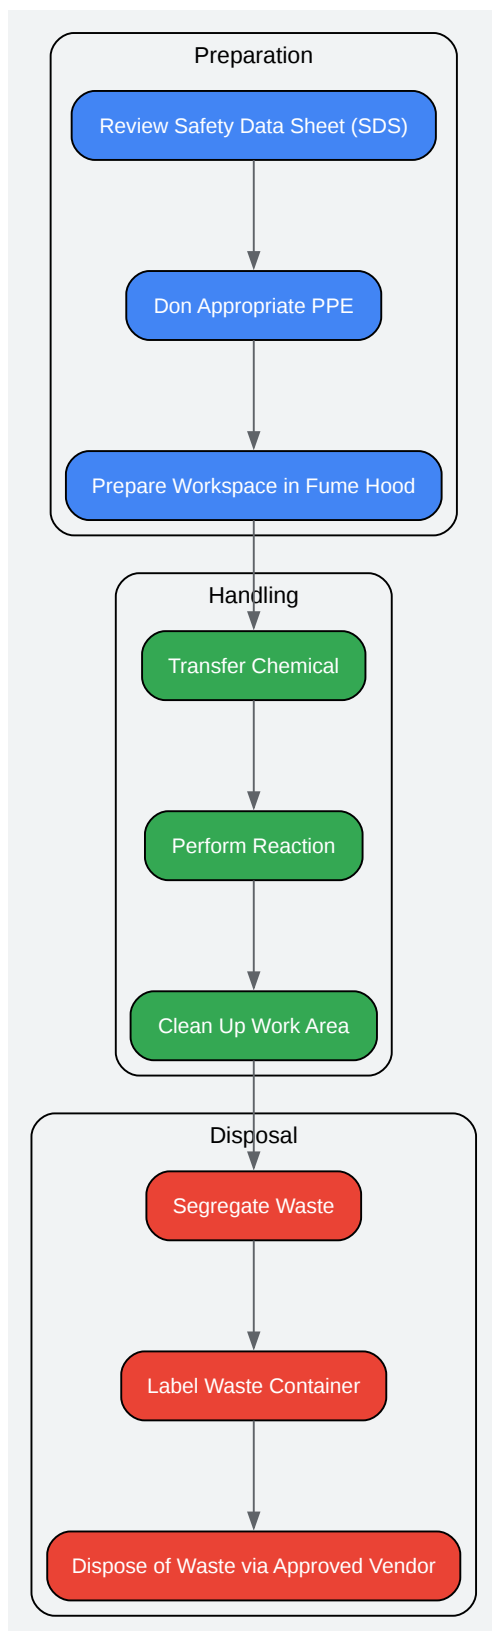 Preparation
Review Safety Data Sheet (SDS)
Don Appropriate PPE
Prepare Workspace in Fume Hood
Handling
Transfer Chemical
Perform Reaction
Clean Up Work Area
Disposal
Segregate Waste
Label Waste Container
Dispose of Waste via Approved Vendor